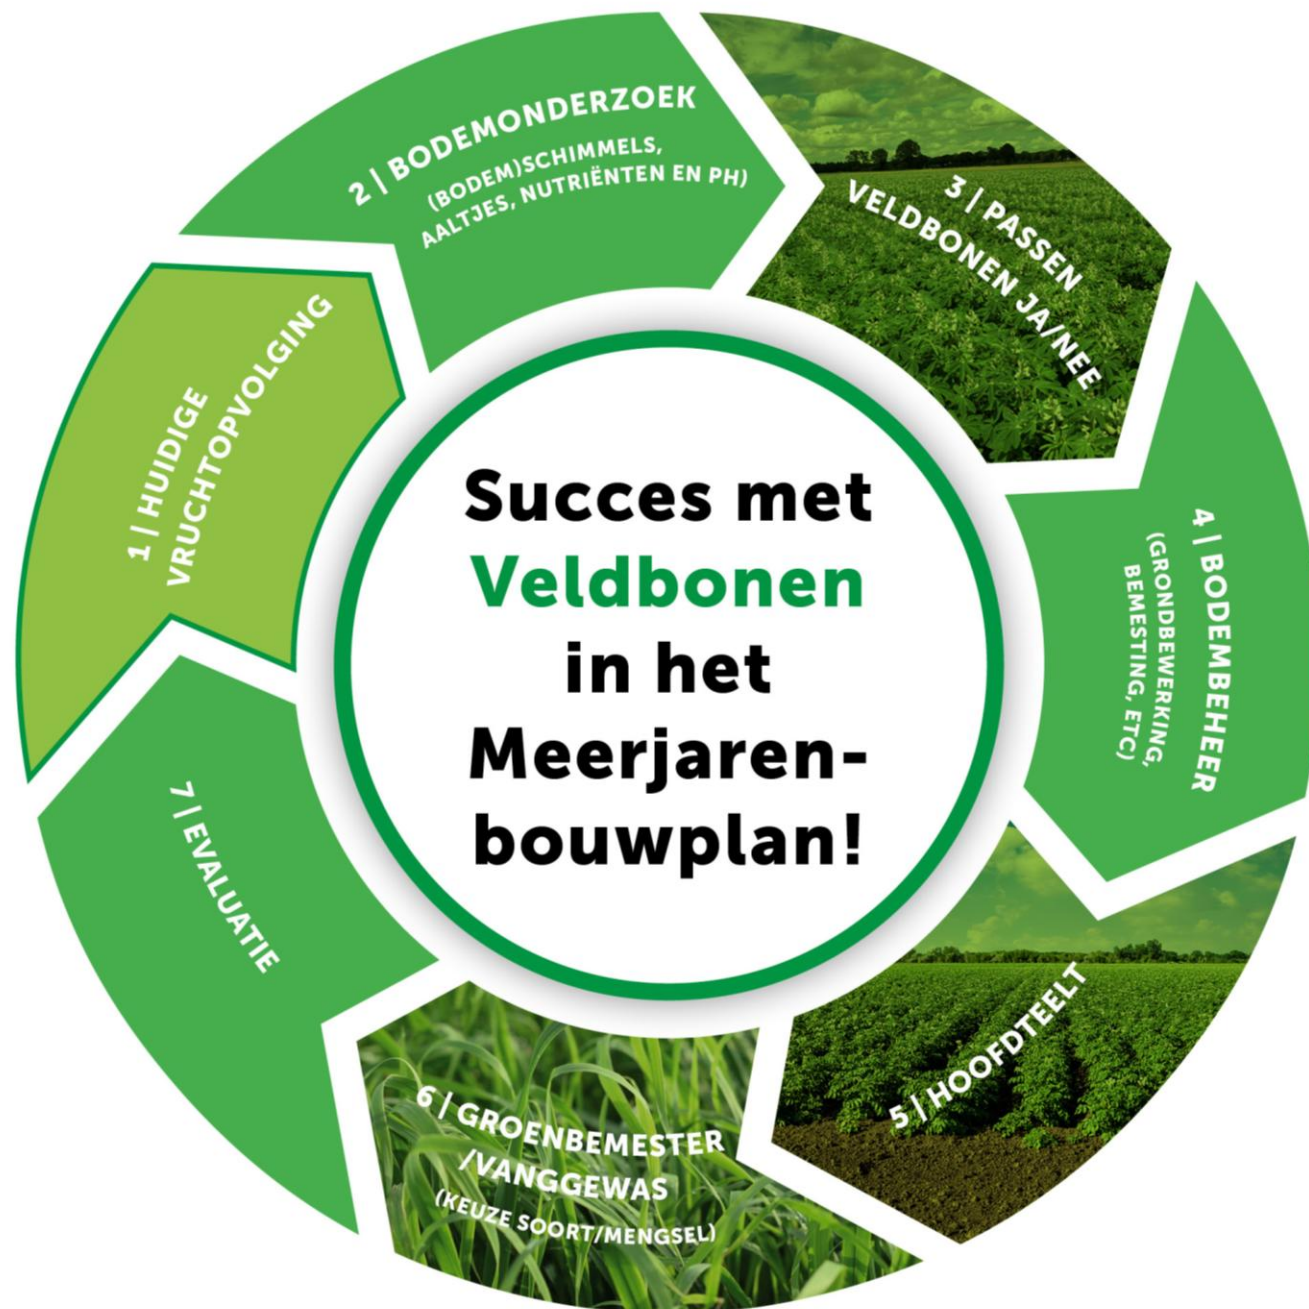 Succes met
Veldbonen
in het
Meerjaren-
bouwplan!
1 | HUIDIGE
VRUCHTOPVOLGING
2 | BODEMONDERZOEK
(BODEM)SCHIMMELS,
AALTJES, NUTRIËNTEN EN PH)
3 | PASSEN
VELDBONEN JA/NEE
4 | BODEMBEHEER
(GRONDBEWERKING,
BEMESTING, ETC)
5 | HOOFDTEELT
6 | GROENBEMESTER
/VANGGEWAS
(KEUZE SOORT/MENGSEL)
7 | EVALUATIE